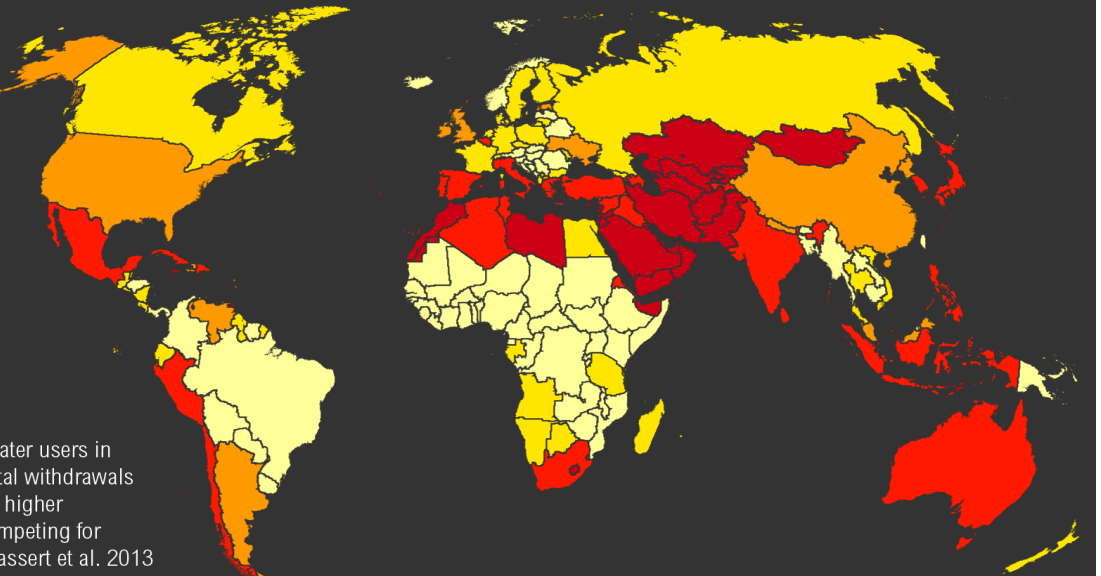 ater users in
tal withdrawals
higher
mpeting for
assert et al. 2013